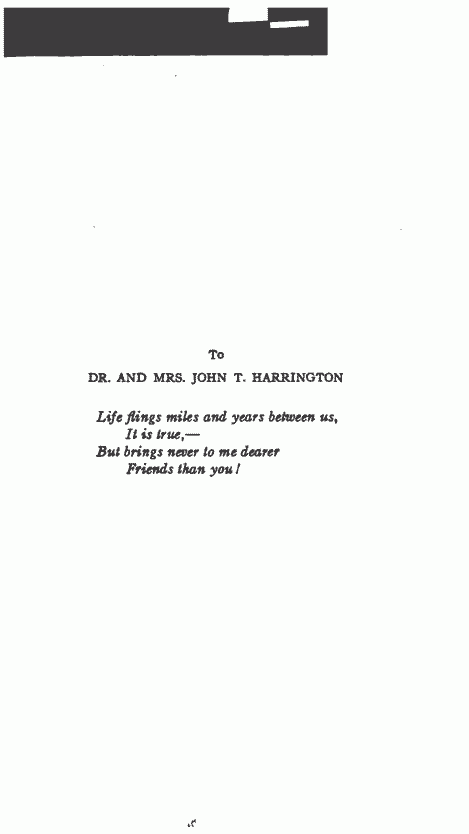 To
DR. AND MRS. JOHN T. HARRINGTON
Life flings miles and years between us,
It is true,—
But brings never to me dearer
Friends than you!